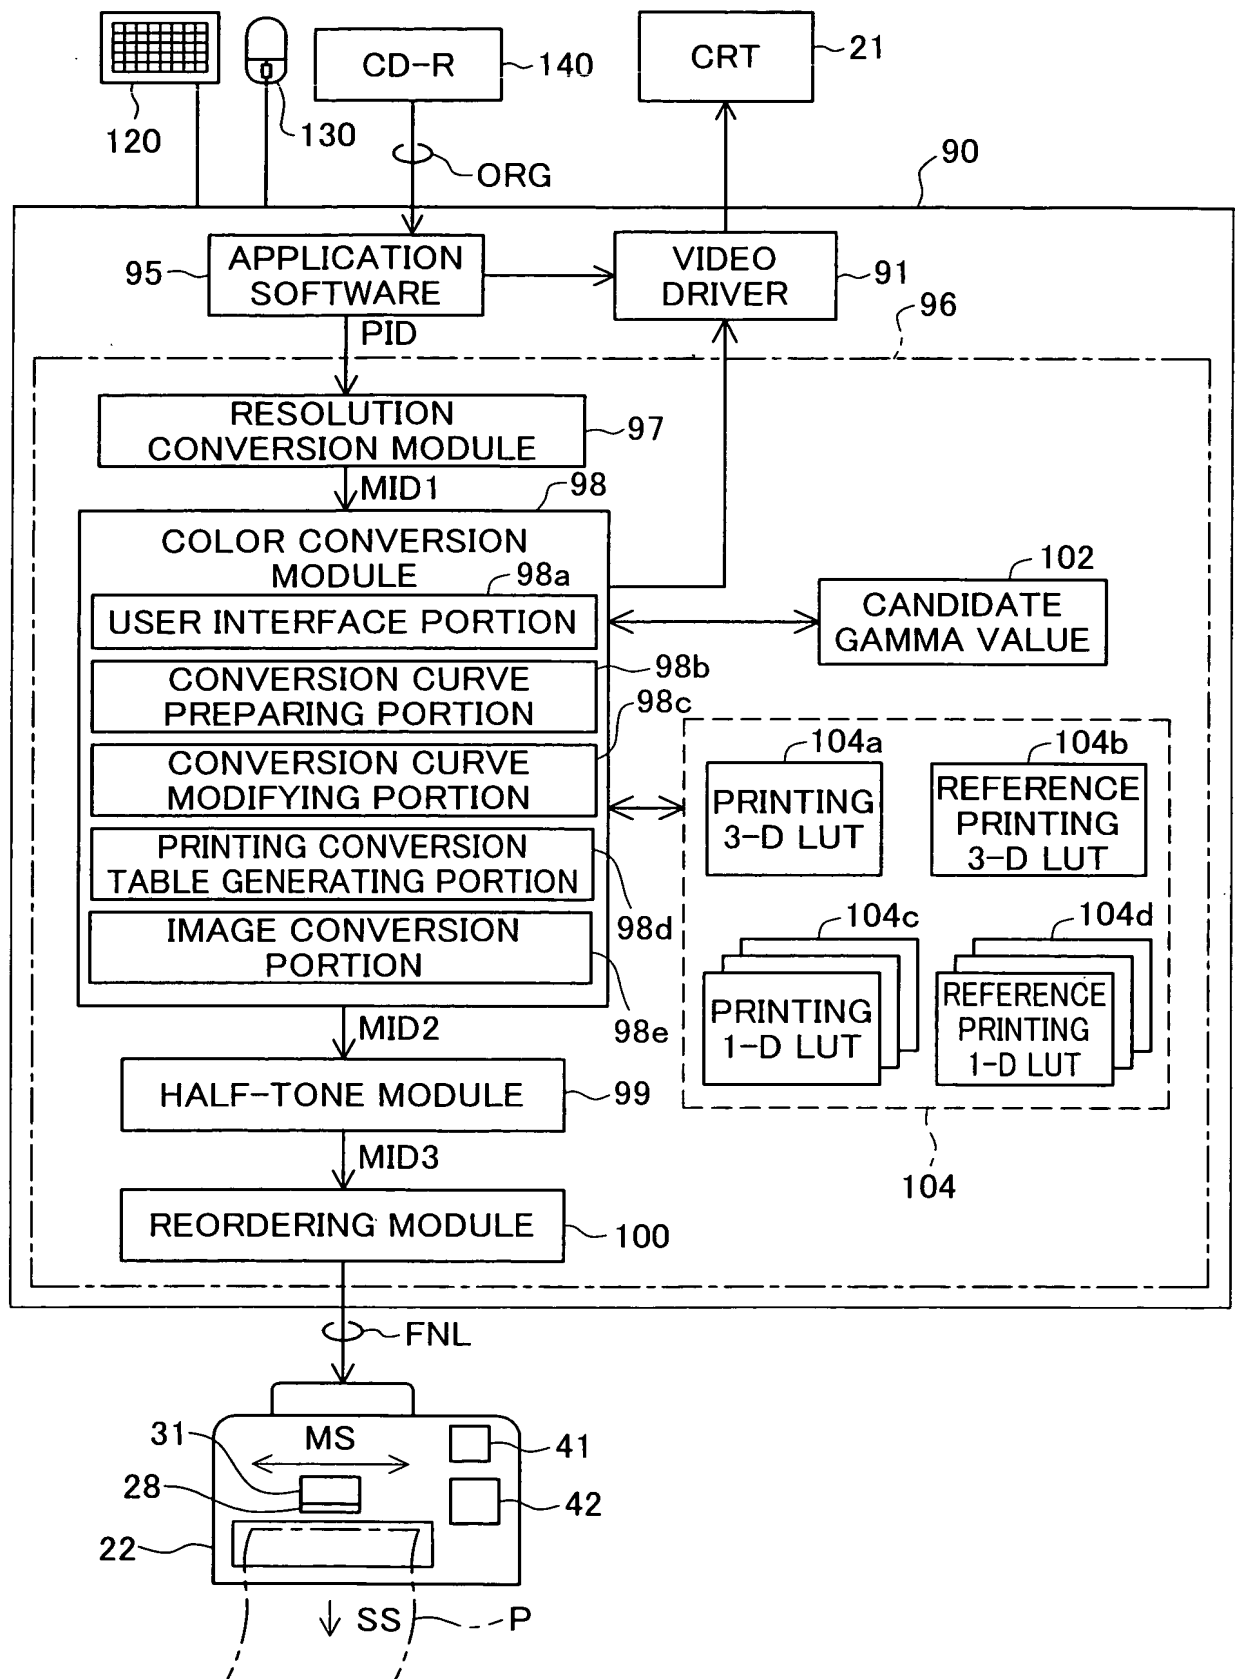 CD-R
140
CRT
21
120
130
ORG
90
95
APPLICATION
SOFTWARE
VIDEO
DRIVER
91
PID
96
RESOLUTION
CONVERSION MODULE
97
MID1
98
COLOR CONVERSION
MODULE
98a
USER INTERFACE PORTION
102
CANDIDATE
GAMMA VALUE
CONVERSION CURVE
PREPARING PORTION
98b
98c
CONVERSION CURVE
MODIFYING PORTION
104a
PRINTING
3-D LUT
104b
REFERENCE
PRINTING
3-D LUT
PRINTING CONVERSION
TABLE GENERATING PORTION
98d
IMAGE CONVERSION
PORTION
98e
104c
PRINTING
1-D LUT
104d
REFERENCE
PRINTING
1-D LUT
MID2
HALF-TONE MODULE
99
MID3
104
REORDERING MODULE
100
FNL
31
MS
41
28
42
22
SS
P